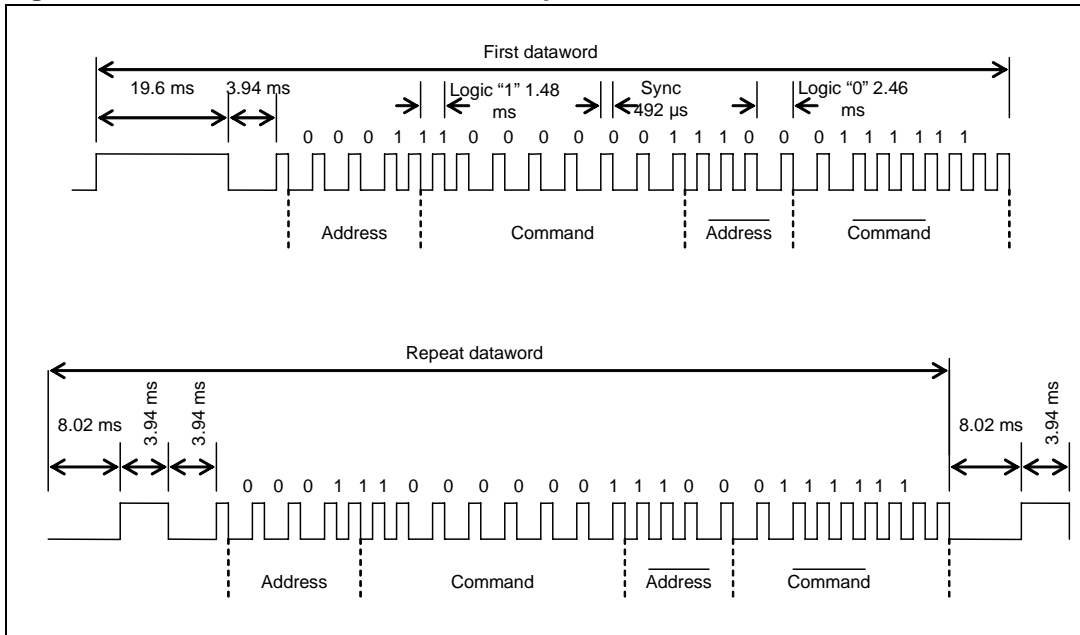 First dataword
19.6 ms 3.94 ms Logic “1” 1.48 ms Sync 492 µs Logic “0” 2.46 ms
0 0 0 1 1 1 0 0 0 0 0 0 1 1 1 0 0 0 1 1 1 1 1 1
Address Command Address Command
Repeat dataword
8.02 ms 3.94 ms 3.94 ms 8.02 ms 3.94 ms
0 0 0 1 1 1 0 0 0 0 0 0 1 1 1 0 0 0 1 1 1 1 1 1
Address Command Address Command